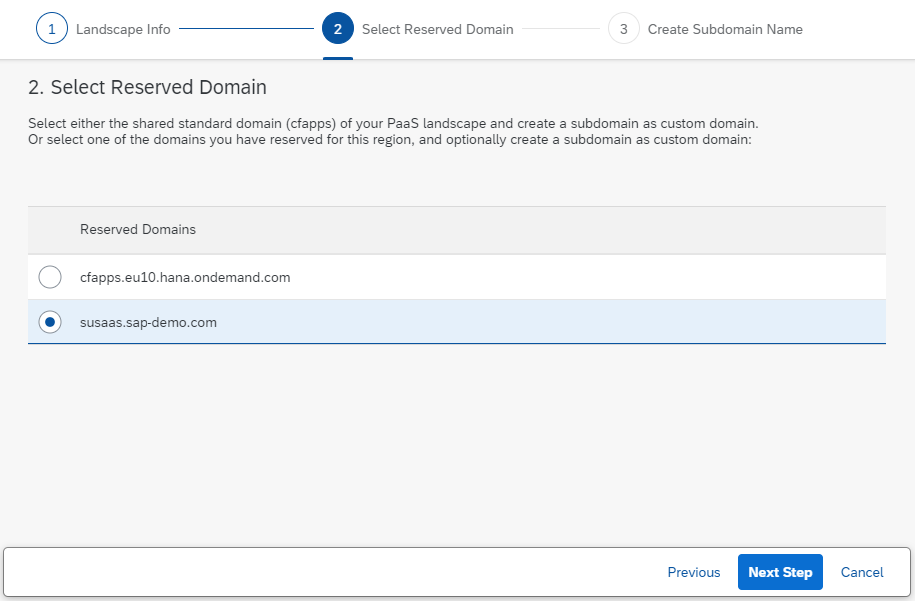 1 Landscape Info 2 Select Reserved Domain 3 Create Subdomain Name
2. Select Reserved Domain
Select either the shared standard domain (cfapps) of your PaaS landscape and create a subdomain as custom domain.
Or select one of the domains you have reserved for this region, and optionally create a subdomain as custom domain:
Reserved Domains
cfapps.eu10.hana.ondemand.com
susaas.sap-demo.com
Previous Next Step Cancel